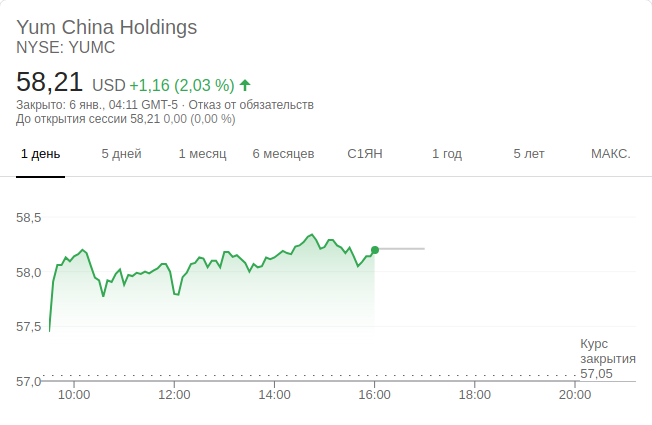 Yum China Holdings
NYSE: YUMC
58,21 USD +1,16 (2,03 %)
Закрыто: 6 янв., 04:11 GMT-5 · Отказ от обязательств
До открытия сессии 58,21 0,00 (0,00 %)
1 день 5 дней 1 месяц 6 месяцев С1ЯН 1 год 5 лет МАКС.
58,5
58,0
57,5
Курс
закрытия
57,05
57,0
10:00 12:00 14:00 16:00 18:00 20:00